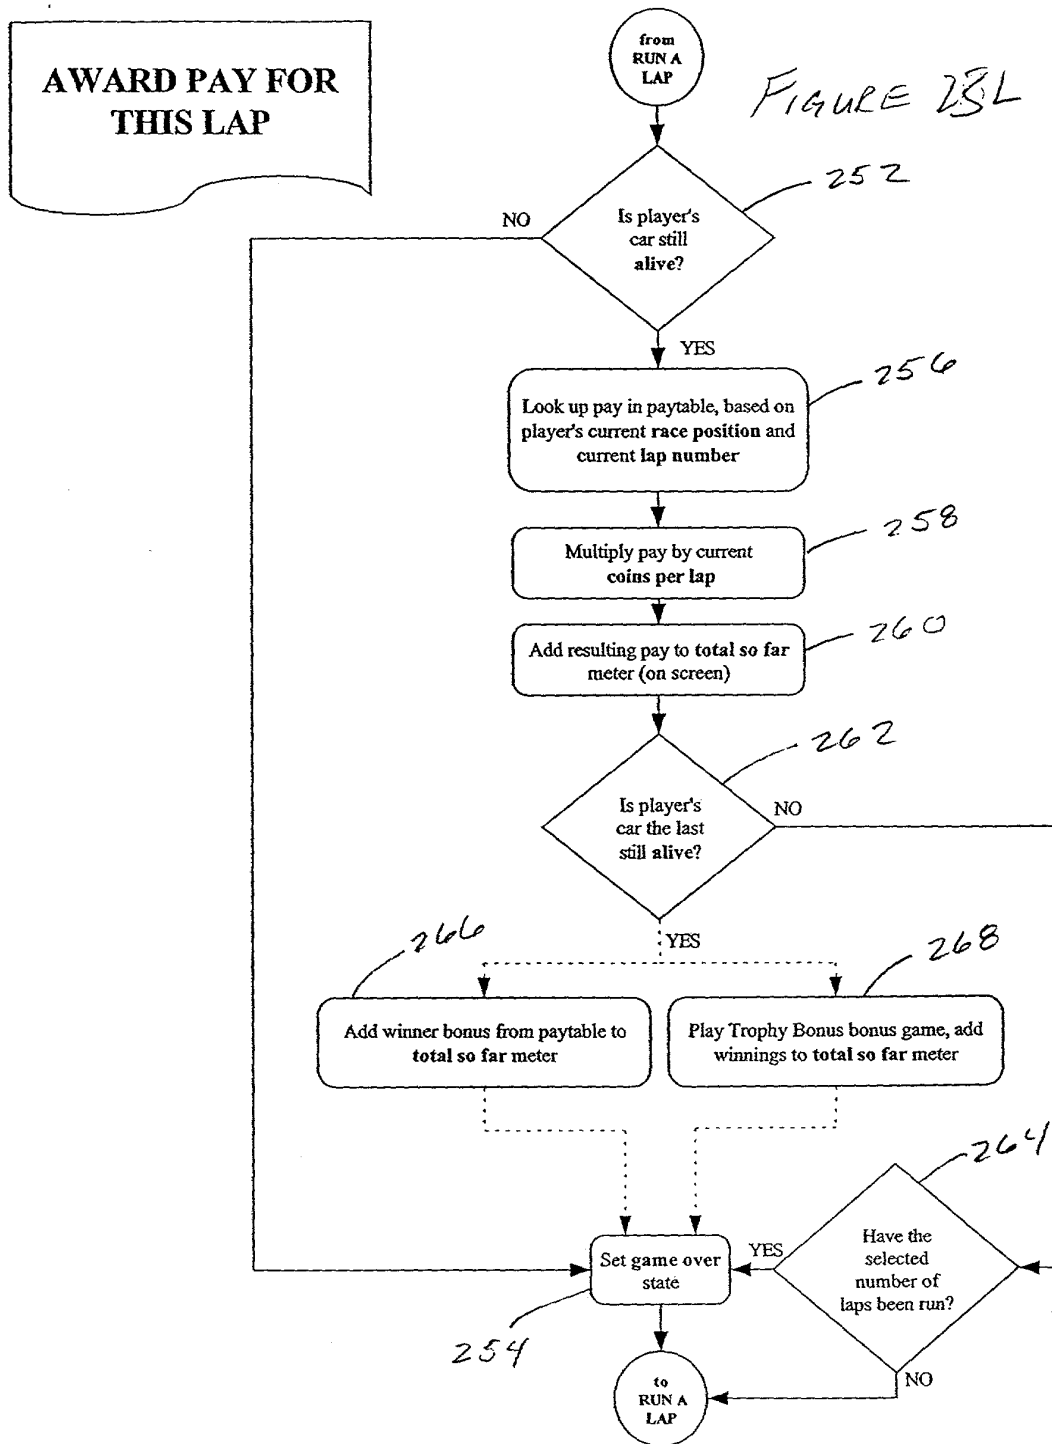 AWARD PAY FOR
THIS LAP
from
RUN A
LAP
FIGURE 23L
252
Is player's
car still
alive?
NO
YES
256
Look up pay in paytable, based on
player's current race position and
current lap number
258
Multiply pay by current
coins per lap
260
Add resulting pay to total so far
meter (on screen)
262
Is player's
car the last
still alive?
NO
YES
266
268
Add winner bonus from paytable to
total so far meter
Play Trophy Bonus bonus game, add
winnings to total so far meter
264
Have the
selected
number of
laps been run?
YES
Set game over
state
254
NO
to
RUN A
LAP